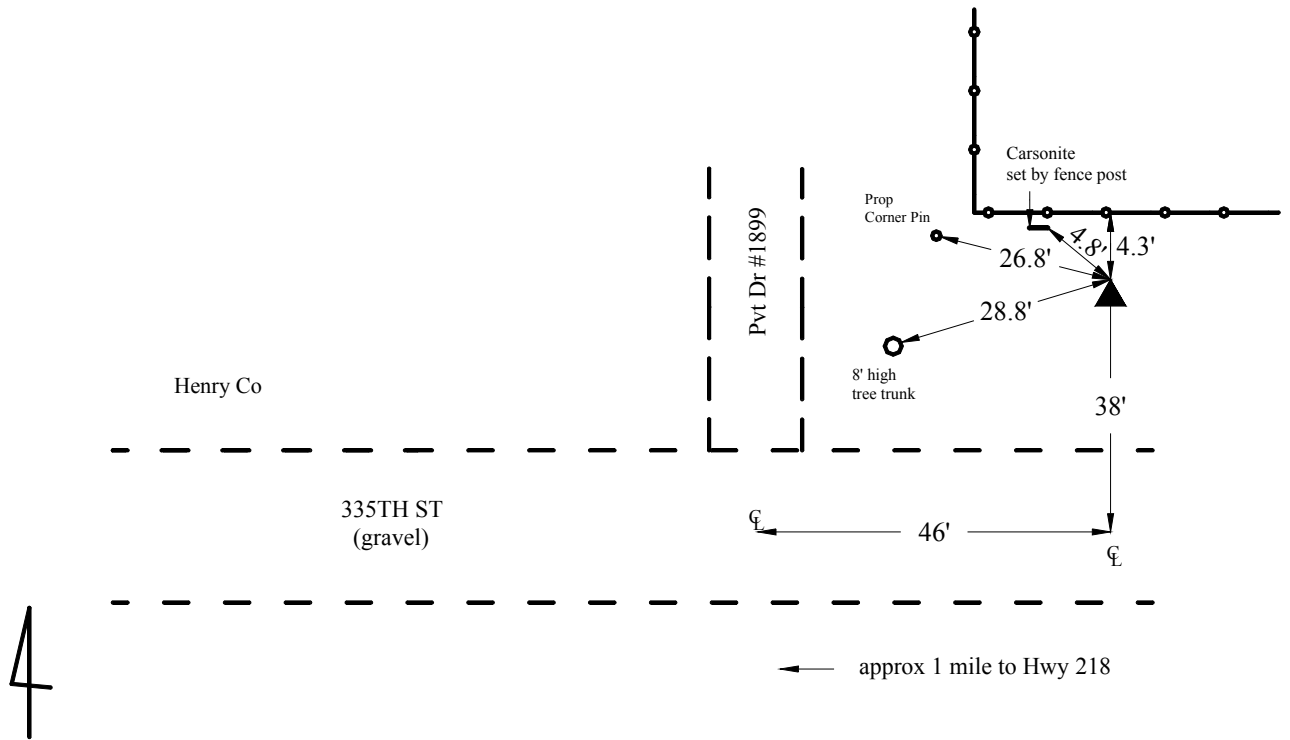 Carsonite
set by fence post
Prop
Corner Pin
Pvt Dr #1899
4.8'
4.3'
26.8'
28.8'
8' high
tree trunk
Henry Co
38'
335TH ST
(gravel)
℄
46'
℄
approx 1 mile to Hwy 218